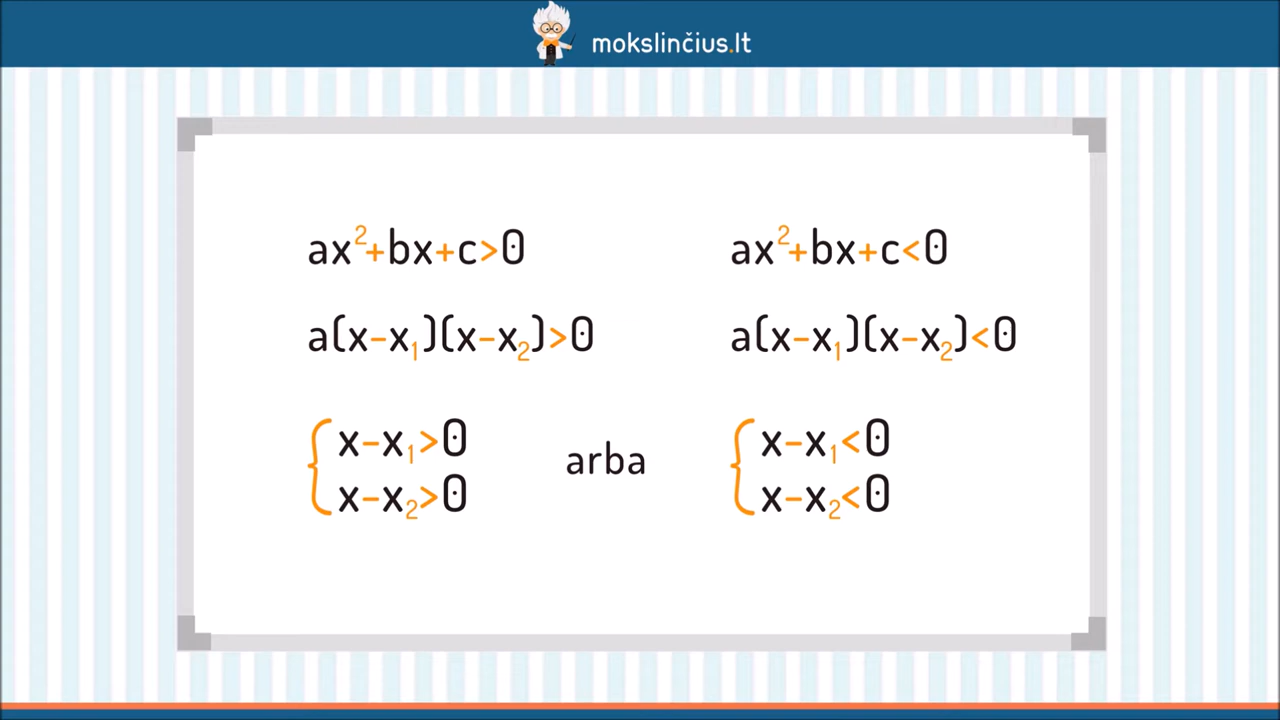 mokslinčius.lt
ax²+bx+c>0 ax²+bx+c<0
a(x-x₁)(x-x₂)>0 a(x-x₁)(x-x₂)<0
x-x₁>0 x-x₁<0
arba
x-x₂>0 x-x₂<0